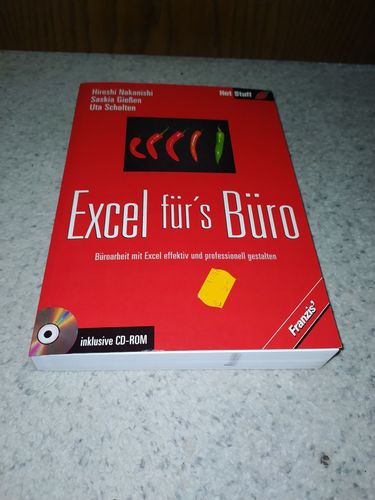 Hiroshi Nakanishi
Saskia Gießen
Uta Scholten
Hot Stuff
Excel für's Büro
Büroarbeit mit Excel effektiv und professionell gestalten
Franzis'
inklusive CD-ROM